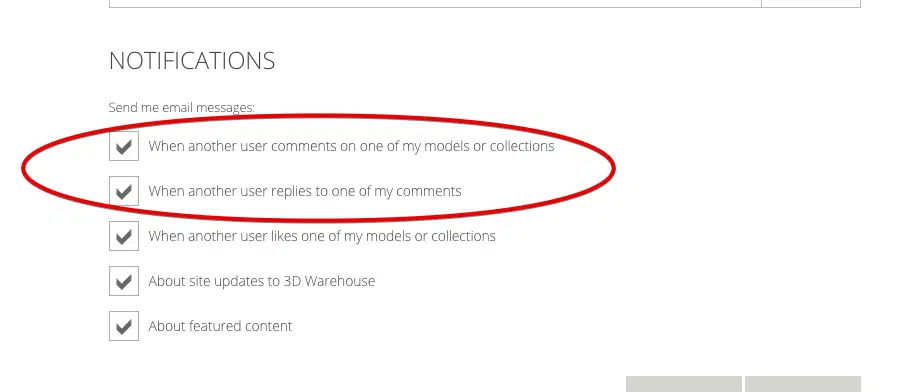 NOTIFICATIONS
Send me email messages:
When another user comments on one of my models or collections
When another user replies to one of my comments
When another user likes one of my models or collections
About site updates to 3D Warehouse
About featured content